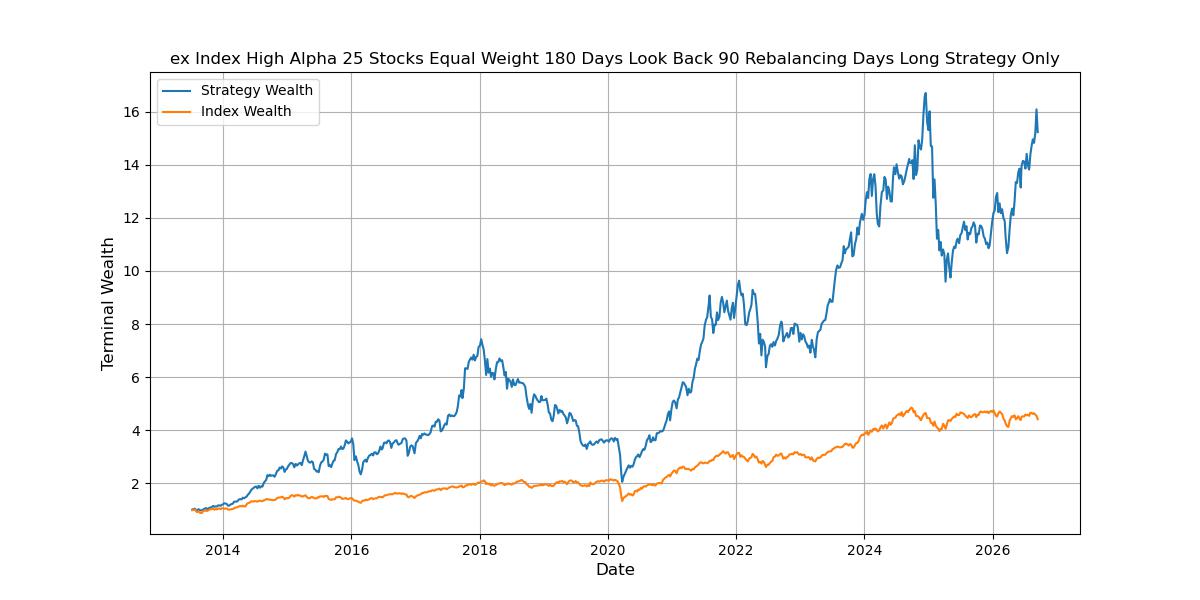 ex Index High Alpha 25 Stocks Equal Weight 180 Days Look Back 90 Rebalancing Days Long Strategy Only
Strategy Wealth
Index Wealth
Terminal Wealth
16
14
12
10
8
6
4
2
2014 2016 2018 2020 2022 2024 2026
Date